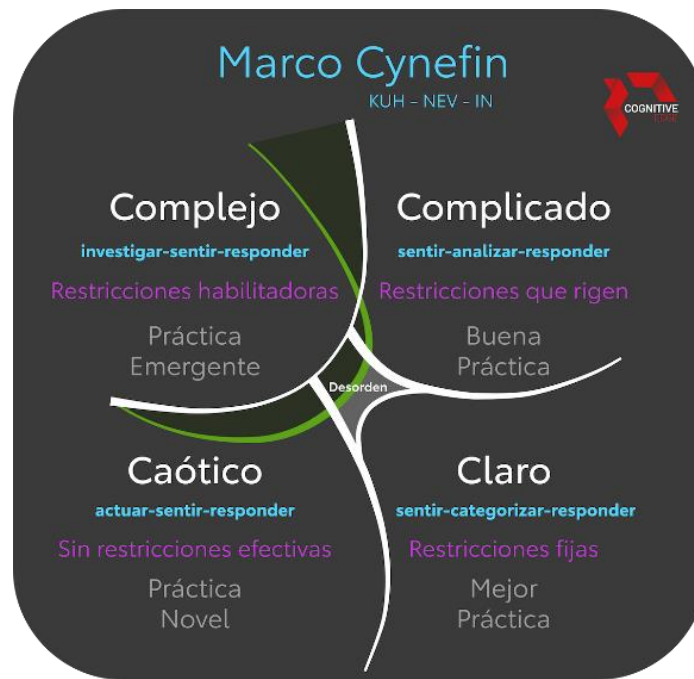 Marco Cynefin
KUH - NEV - IN
COGNITIVE
EDGE
Complejo
investigar-sentir-responder
Restricciones habilitadoras
Práctica
Emergente
Complicado
sentir-analizar-responder
Restricciones que rigen
Buena
Práctica
Desorden
Caótico
actuar-sentir-responder
Sin restricciones efectivas
Práctica
Novel
Claro
sentir-categorizar-responder
Restricciones fijas
Mejor
Práctica